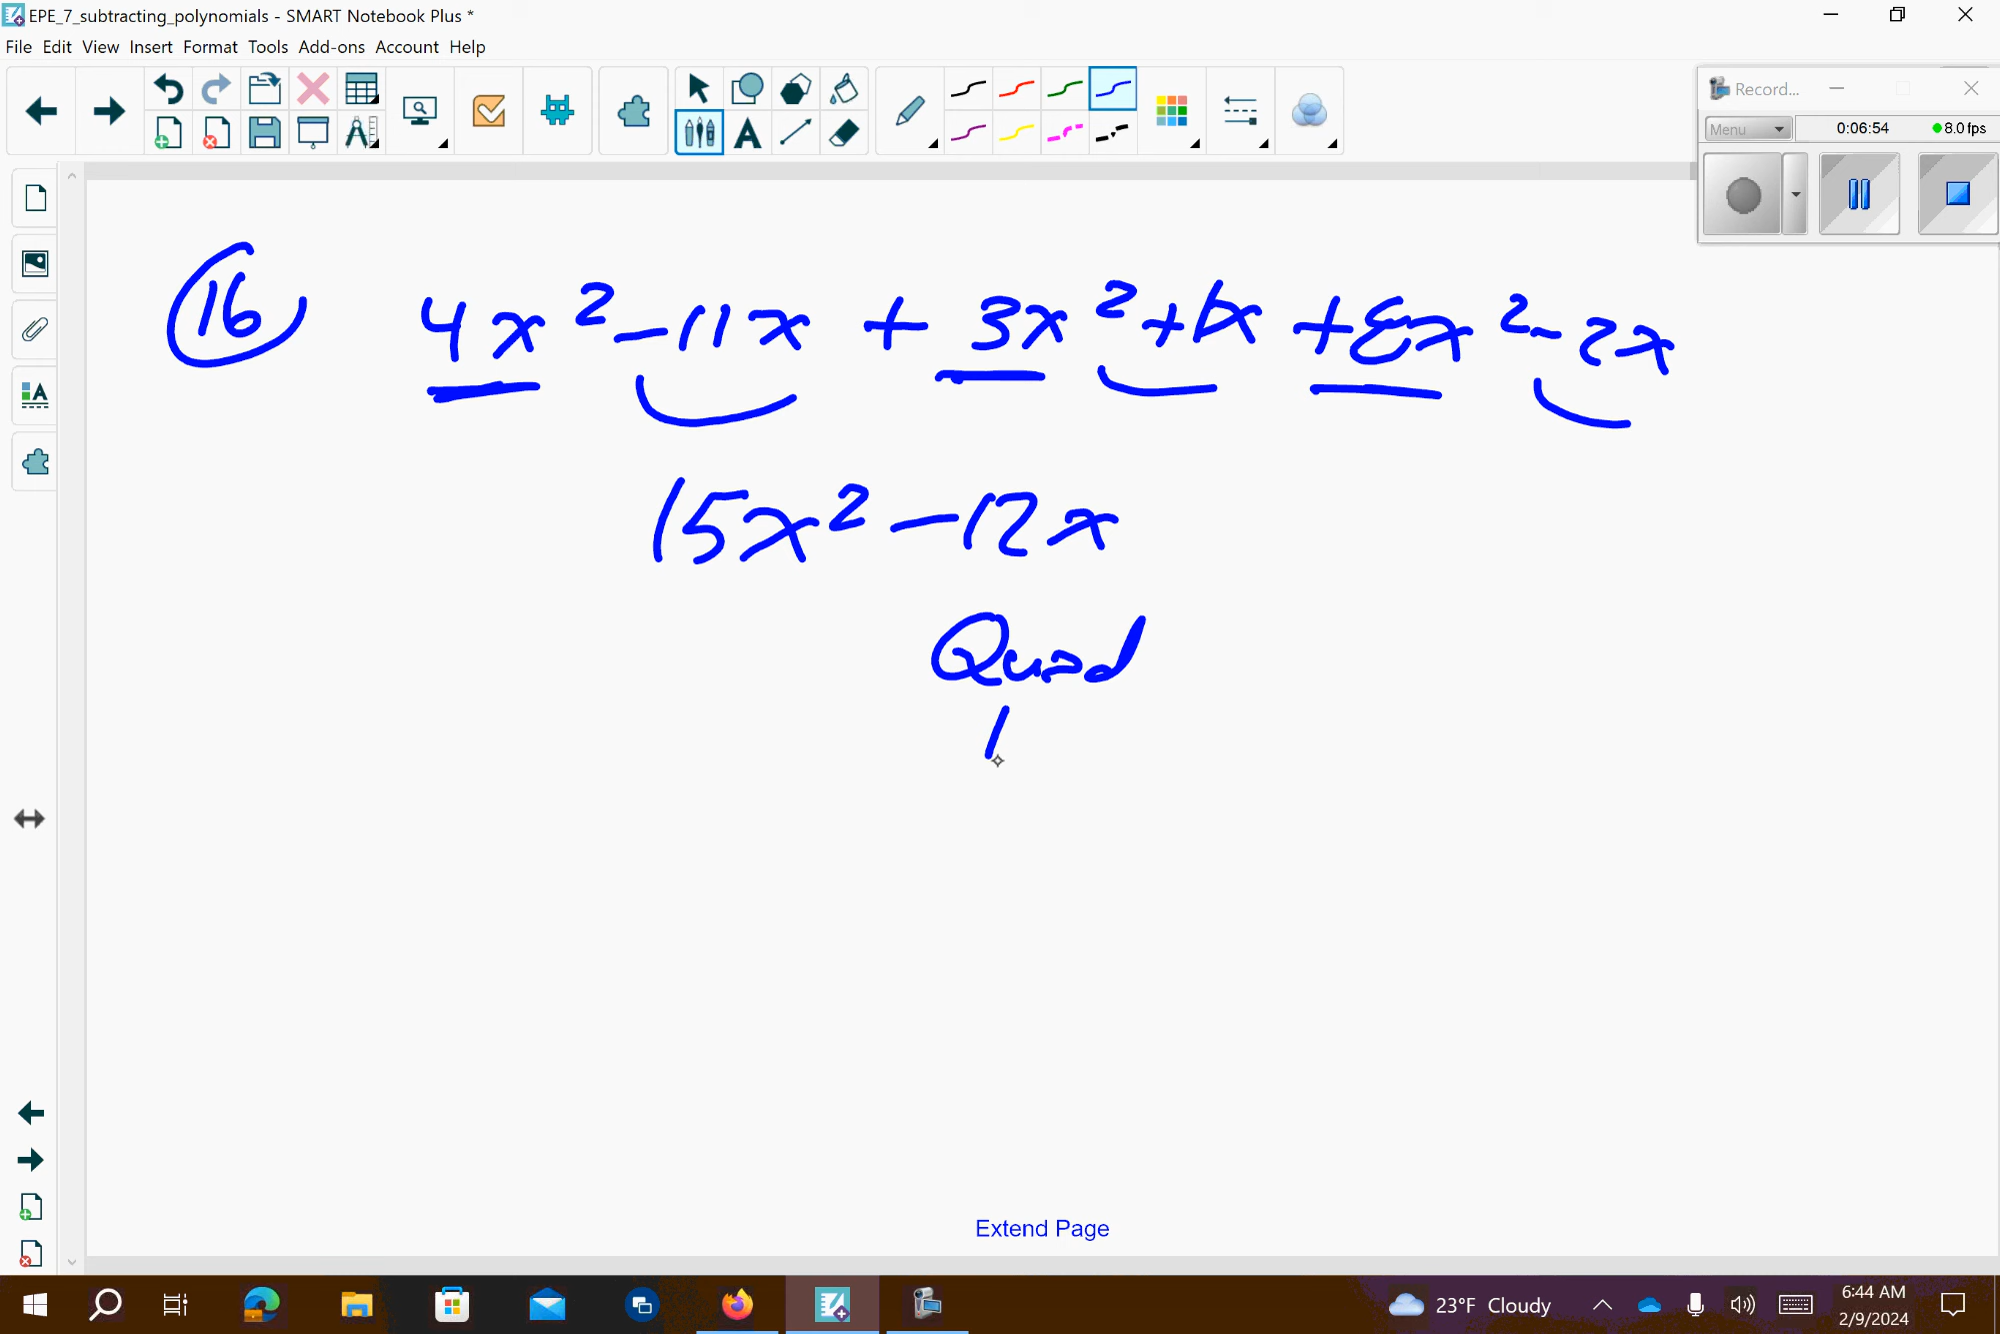 EPE_7_subtracting_polynomials - SMART Notebook Plus *
File Edit View Insert Format Tools Add-ons Account Help
Record...
Menu 0:06:54 8.0 fps
16 4x² - 11x + 3x² + 1x + 8x² - 2x
15x² - 12x
Quad
Extend Page
23°F Cloudy
6:44 AM
2/9/2024